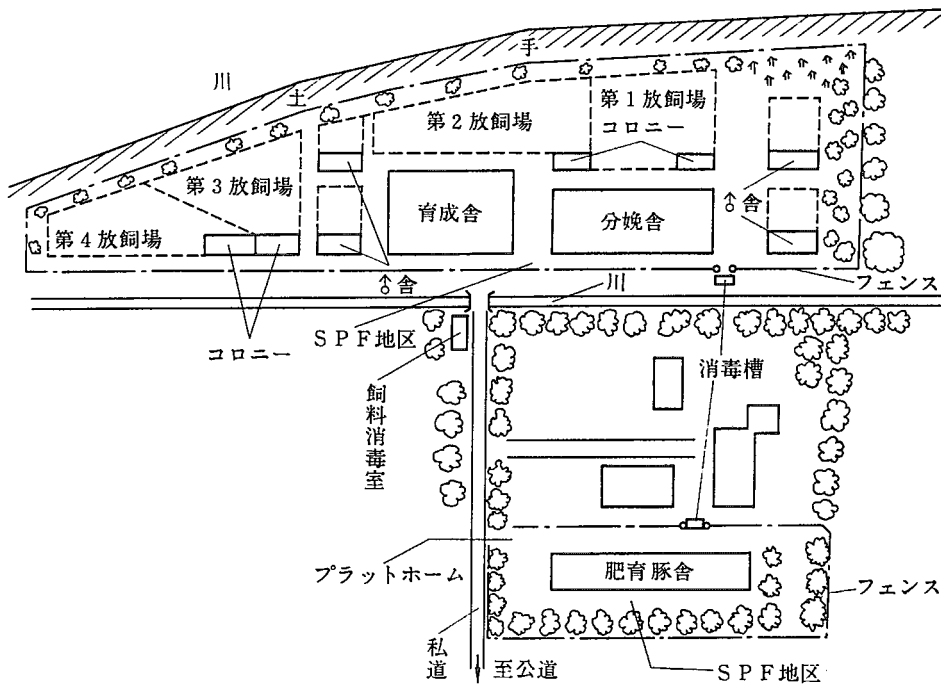 川
土手
第1放飼場
コロニー
第2放飼場
第3放飼場
第4放飼場
育成舎
分娩舎
♂舎
♂舎
フェンス
川
SPF地区
コロニー
飼料消毒室
消毒槽
プラットホーム
肥育豚舎
フェンス
私道
至公道
SPF地区